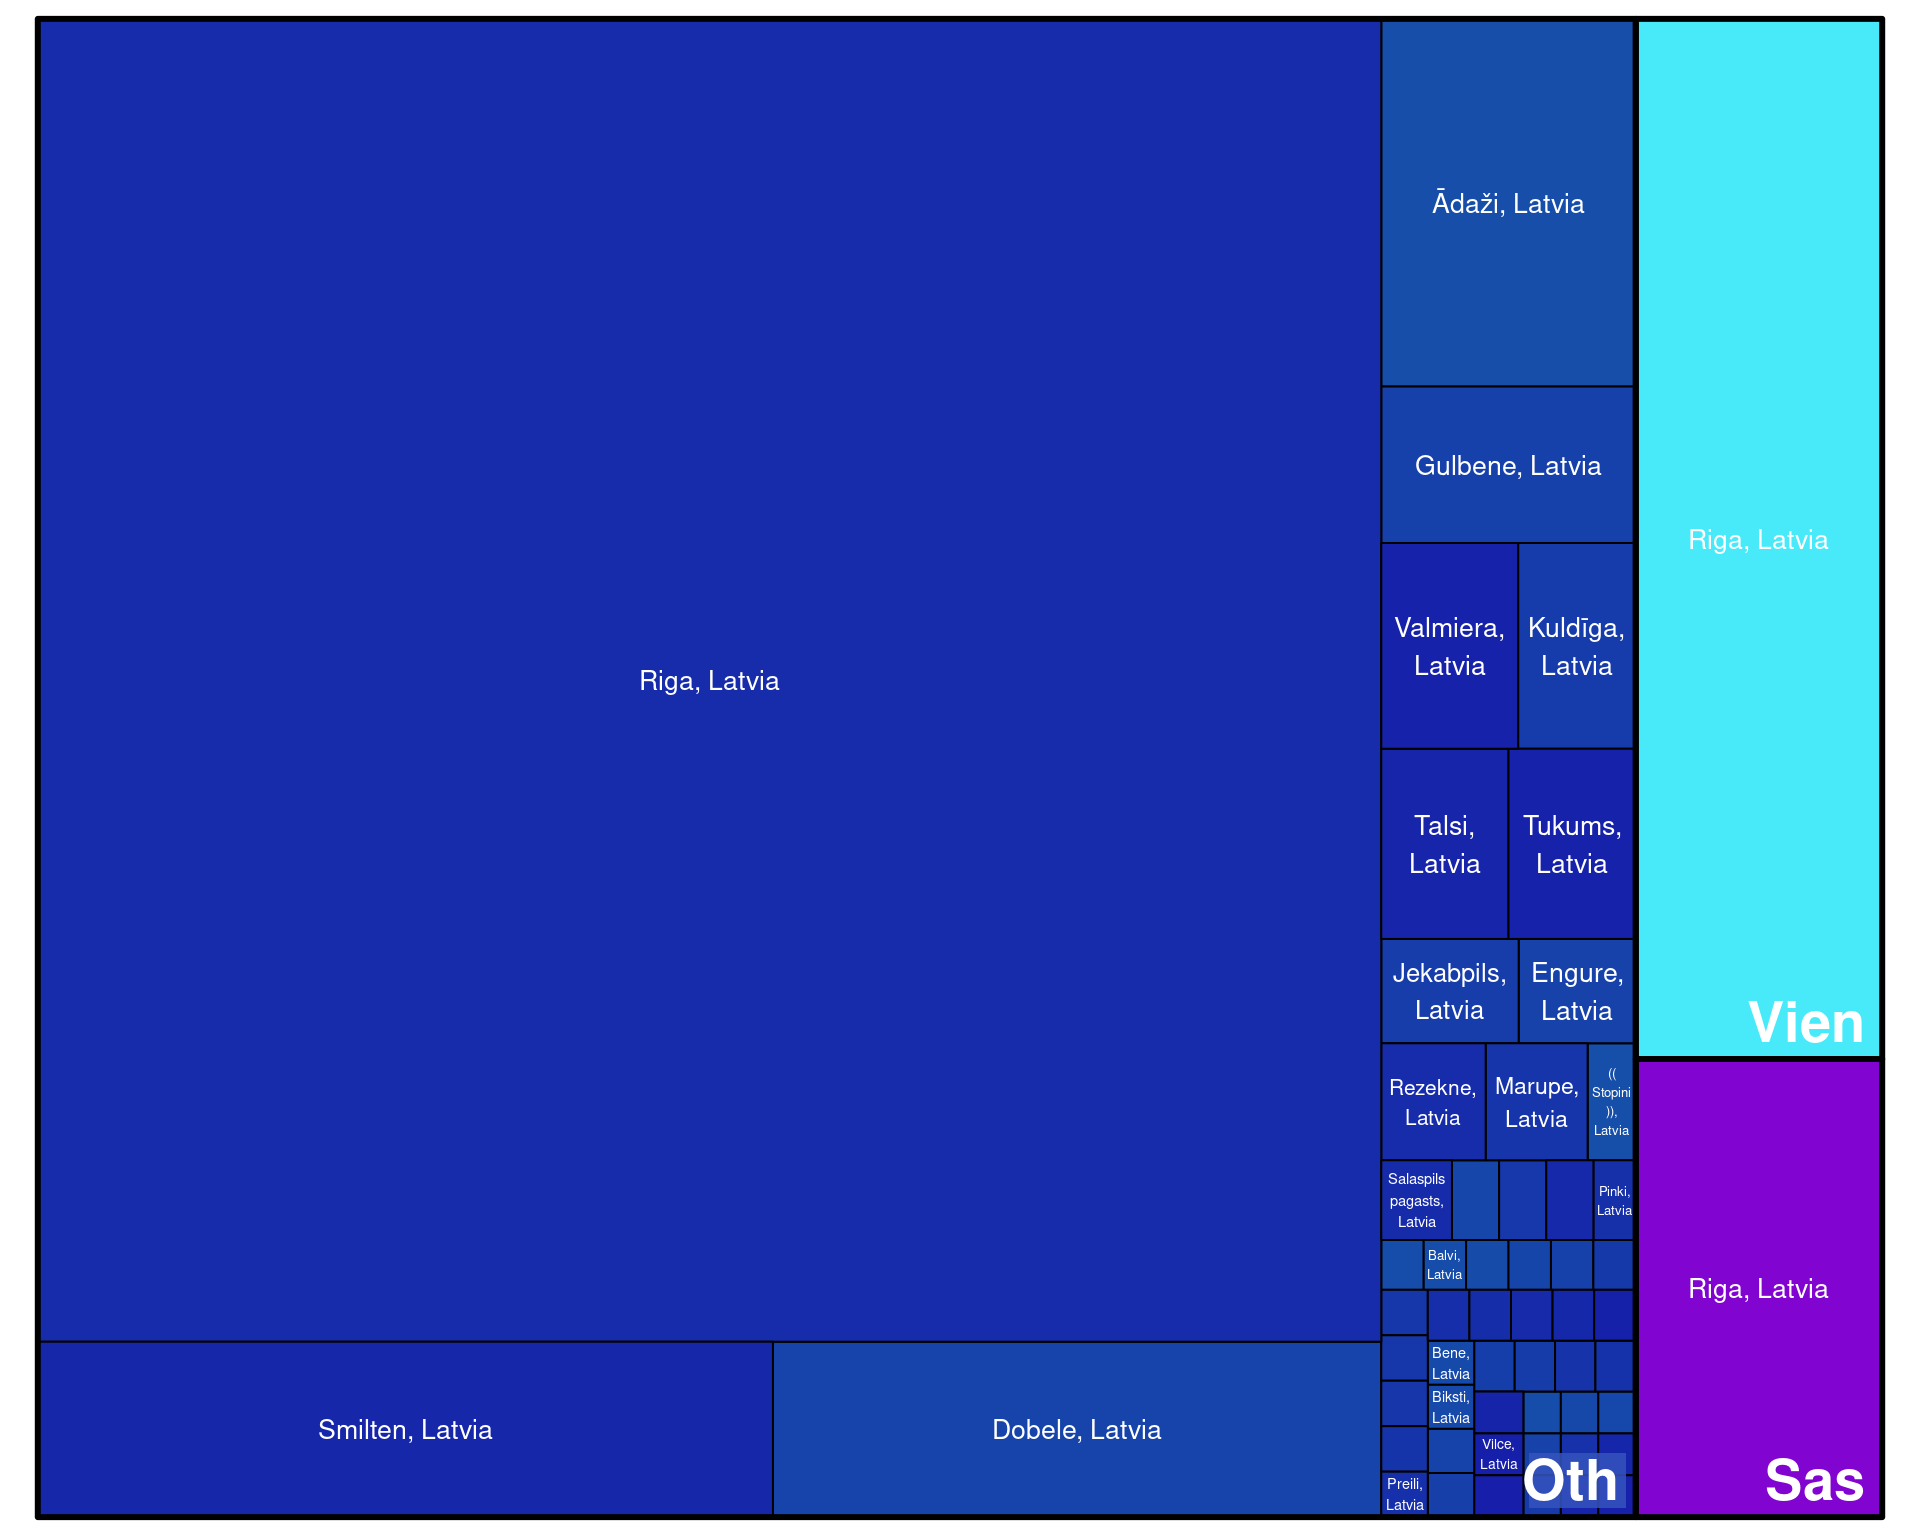 Riga, Latvia
Smilten, Latvia
Dobele, Latvia
Ādaži, Latvia
Gulbene, Latvia
Valmiera,
Latvia
Kuldīga,
Latvia
Talsi,
Latvia
Tukums,
Latvia
Jekabpils,
Latvia
Engure,
Latvia
Rezekne,
Latvia
Marupe,
Latvia
((
Stopini
)),
Latvia
Salaspils
pagasts,
Latvia
Pinki,
Latvia
Balvi,
Latvia
Bene,
Latvia
Biksti,
Latvia
Vilce,
Latvia
Preili,
Latvia
Oth
Riga, Latvia
Vien
Riga, Latvia
Sas